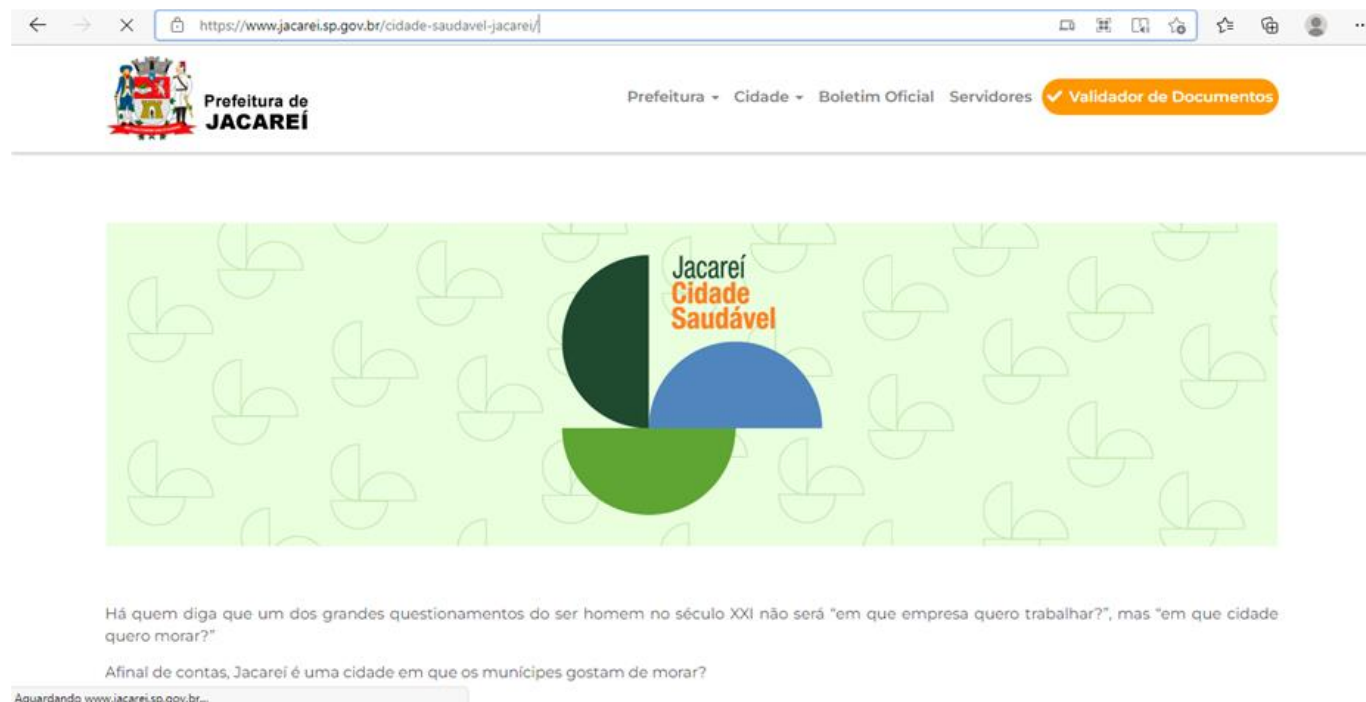 https://www.jacarei.sp.gov.br/cidade-saudavel-jacarei/
Prefeitura de
JACAREÍ
Prefeitura Cidade Boletim Oficial Servidores Validador de Documentos
Jacareí
Cidade
Saudável
Há quem diga que um dos grandes questionamentos do ser homem no século XXI não será “em que empresa quero trabalhar?”, mas “em que cidade
quero morar?”
Afinal de contas, Jacareí é uma cidade em que os munícipes gostam de morar?
Aguardando www.jacarei.sp.gov.br...